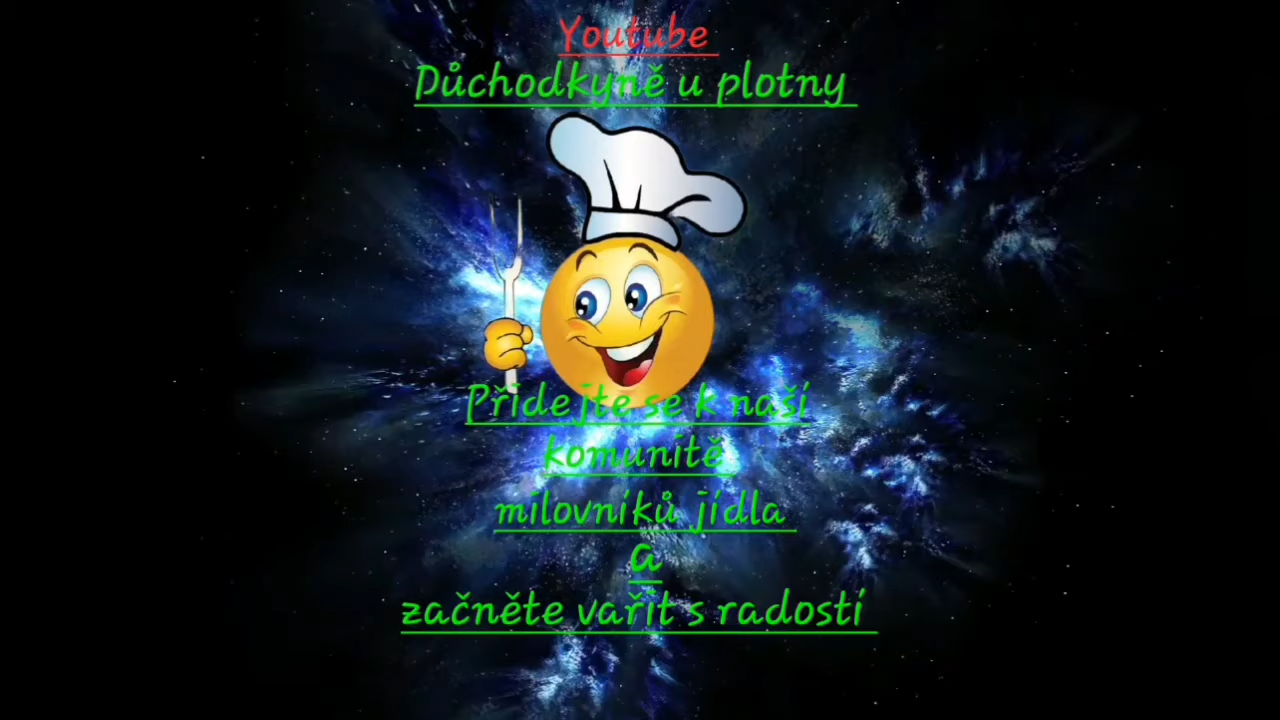 Youtube
Důchodkyně u plotny
Přidejte se k naší
komunitě
milovníků jídla
a
začněte vařit s radostí